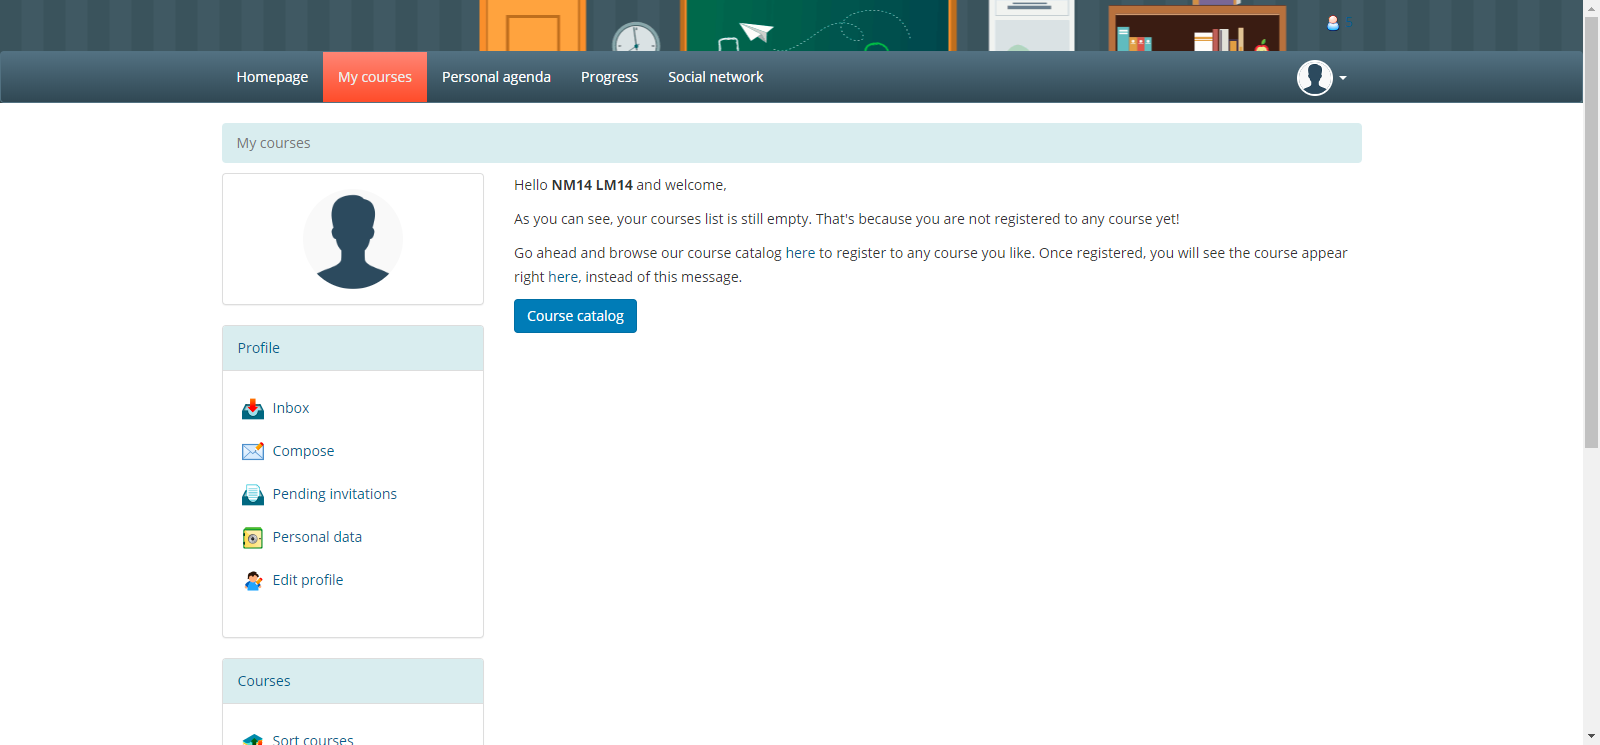 5
Homepage
My courses
Personal agenda
Progress
Social network
My courses
Hello NM14 LM14 and welcome,
As you can see, your courses list is still empty. That's because you are not registered to any course yet!
Go ahead and browse our course catalog here to register to any course you like. Once registered, you will see the course appear
right here, instead of this message.
Course catalog
Profile
Inbox
Compose
Pending invitations
Personal data
Edit profile
Courses
Sort courses